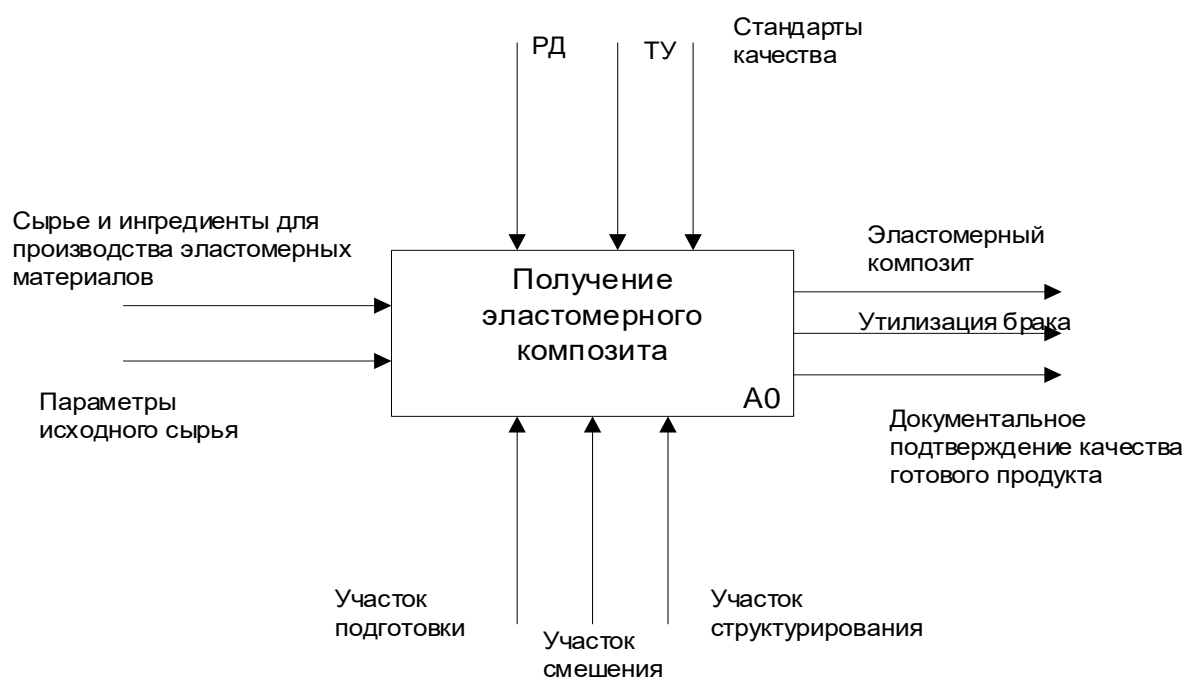 РД
ТУ
Стандарты
качества
Сырье и ингредиенты для
производства эластомерных
материалов
Параметры
исходного сырья
Получение
эластомерного
композита
А0
Эластомерный
композит
Утилизация брака
Документальное
подтверждение качества
готового продукта
Участок
подготовки
Участок
смешения
Участок
структурирования